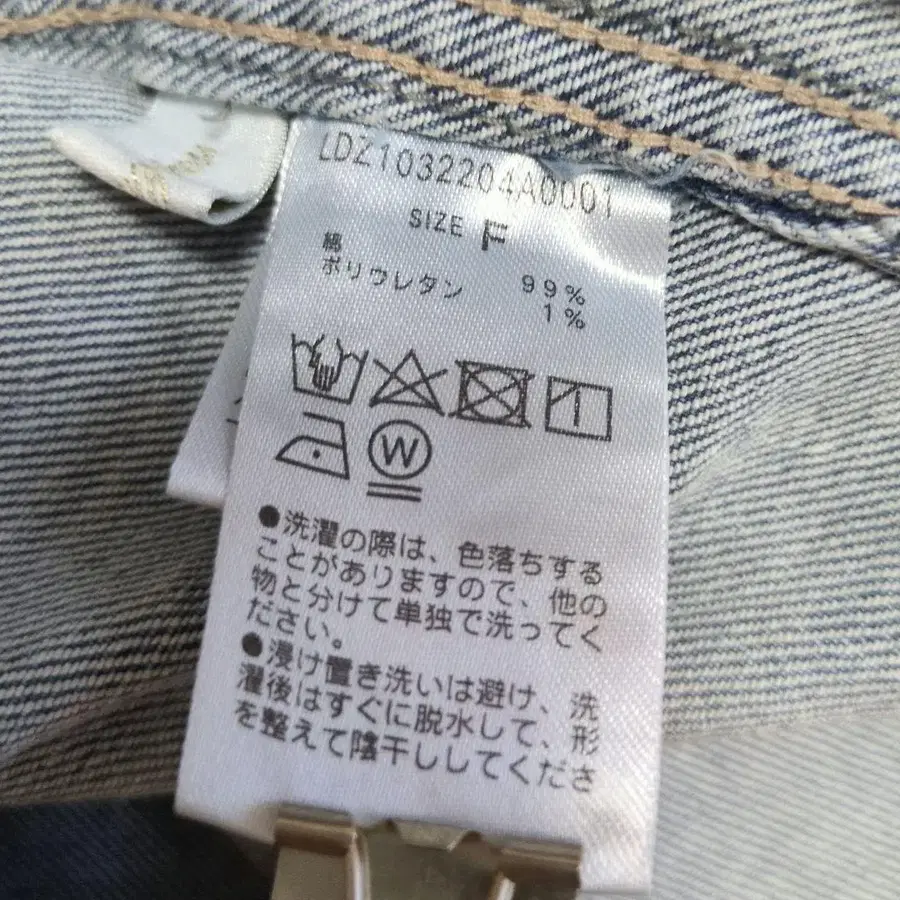 LDZ1032204A0001
SIZE F
綿 99%
ポリウレタン 1%
W
●洗濯の際は、色落ちする
ことがありますので、他の
物と分けて単独で洗ってく
ださい。
●浸け置き洗いは避け、洗
濯後はすぐに脱水して、形
を整えて陰干ししてくださ